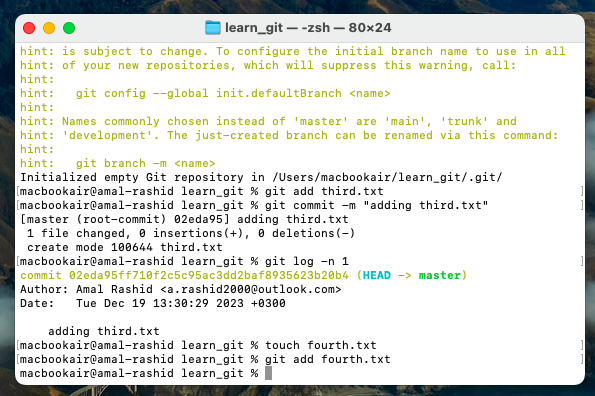 learn_git — -zsh — 80×24
hint: is subject to change. To configure the initial branch name to use in all
hint: of your new repositories, which will suppress this warning, call:
hint:
hint:   git config --global init.defaultBranch <name>
hint:
hint: Names commonly chosen instead of 'master' are 'main', 'trunk' and
hint: 'development'. The just-created branch can be renamed via this command:
hint:
hint:   git branch -m <name>
Initialized empty Git repository in /Users/macbookair/learn_git/.git/
[macbookair@amal-rashid learn_git % git add third.txt ]
[macbookair@amal-rashid learn_git % git commit -m "adding third.txt" ]
[master (root-commit) 02eda95] adding third.txt
 1 file changed, 0 insertions(+), 0 deletions(-)
 create mode 100644 third.txt
[macbookair@amal-rashid learn_git % git log -n 1 ]
commit 02eda95ff710f2c5c95ac3dd2baf8935623b20b4 (HEAD -> master)
Author: Amal Rashid <a.rashid2000@outlook.com>
Date:   Tue Dec 19 13:30:29 2023 +0300
    adding third.txt
[macbookair@amal-rashid learn_git % touch fourth.txt ]
[macbookair@amal-rashid learn_git % git add fourth.txt ]
macbookair@amal-rashid learn_git %